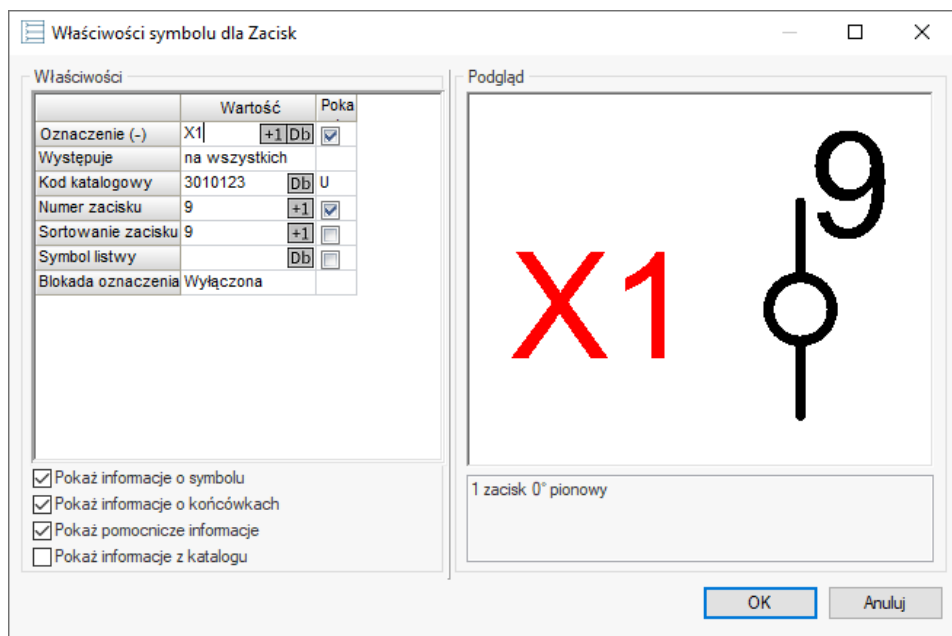 Właściwości symbolu dla Zacisk
Właściwości
Wartość Poka
Oznaczenie (-) X1 +1 Db
Występuje na wszystkich
Kod katalogowy 3010123 Db U
Numer zacisku 9 +1
Sortowanie zacisku 9 +1
Symbol listwy Db
Blokada oznaczenia Wyłączona
Pokaż informacje o symbolu
Pokaż informacje o końcówkach
Pokaż pomocnicze informacje
Pokaż informacje z katalogu
Podgląd
9
X1
1 zacisk 0° pionowy
OK Anuluj